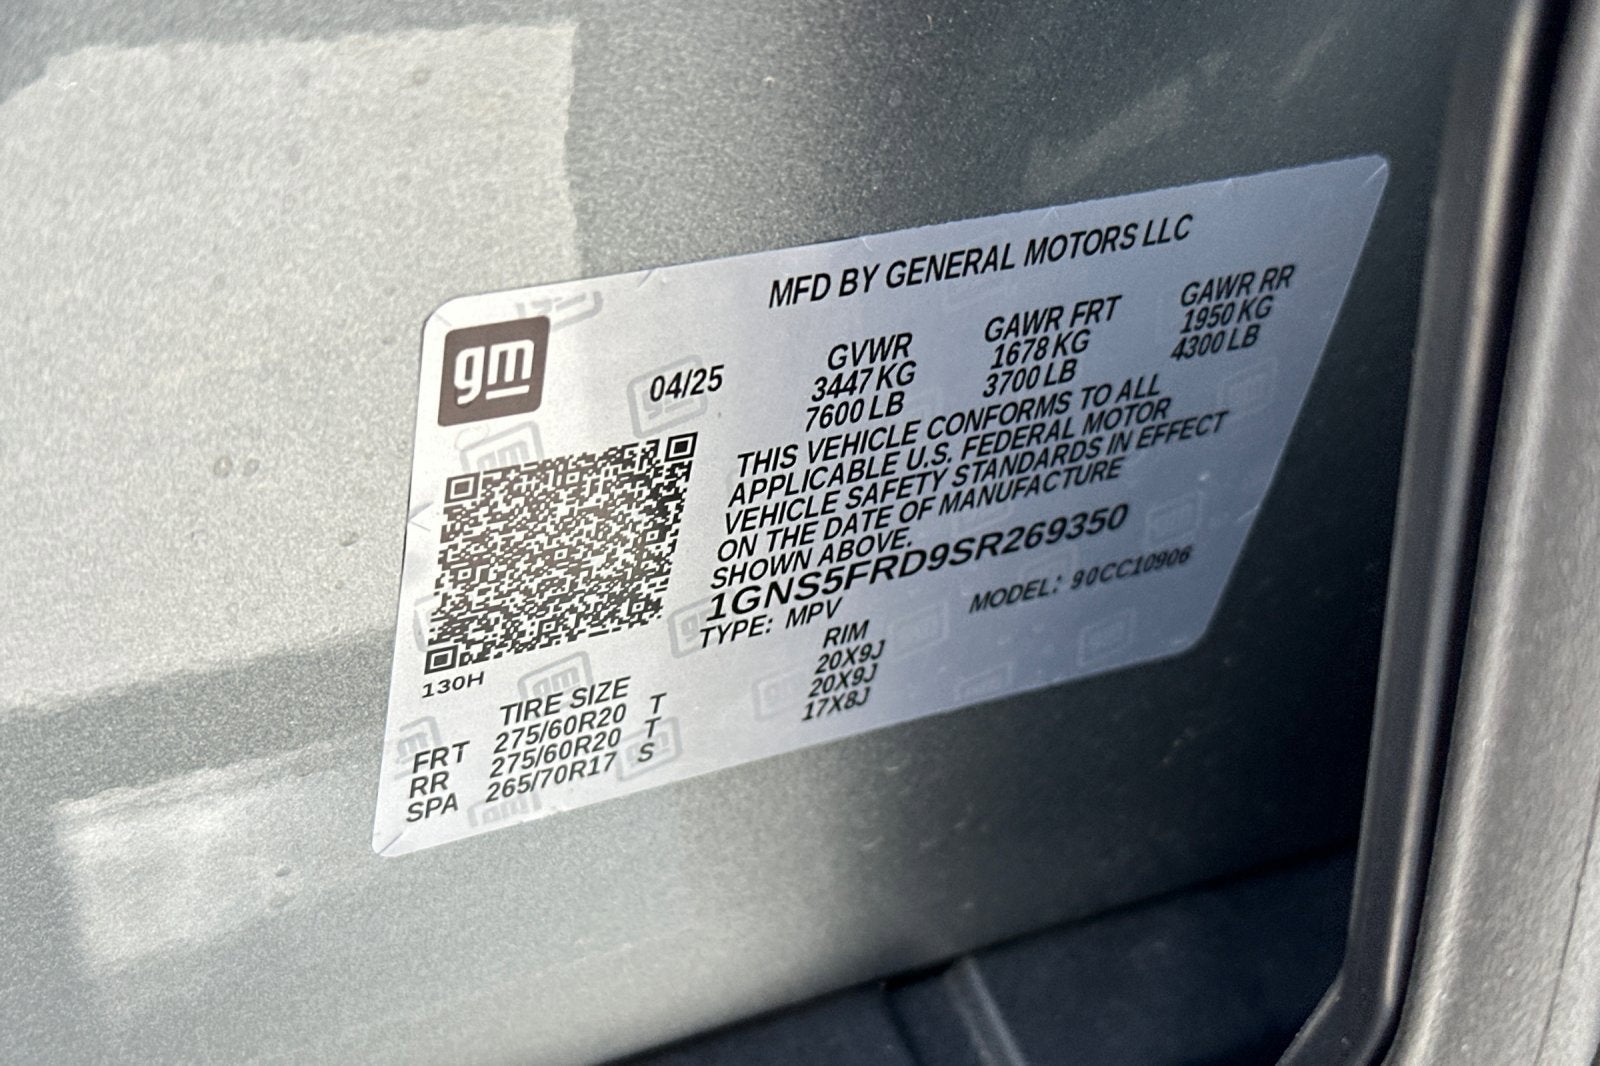 MFD BY GENERAL MOTORS LLC
gm
04/25
GVWR GAWR FRT GAWR RR
3447 KG 1678 KG 1950 KG
7600 LB 3700 LB 4300 LB
THIS VEHICLE CONFORMS TO ALL
APPLICABLE U.S. FEDERAL MOTOR
VEHICLE SAFETY STANDARDS IN EFFECT
ON THE DATE OF MANUFACTURE
SHOWN ABOVE.
1GNS5FRD9SR269350
TYPE: MPV MODEL: 90CC10906
130H
TIRE SIZE RIM
FRT 275/60R20 T 20X9J
RR 275/60R20 T 20X9J
SPA 265/70R17 S 17X8J